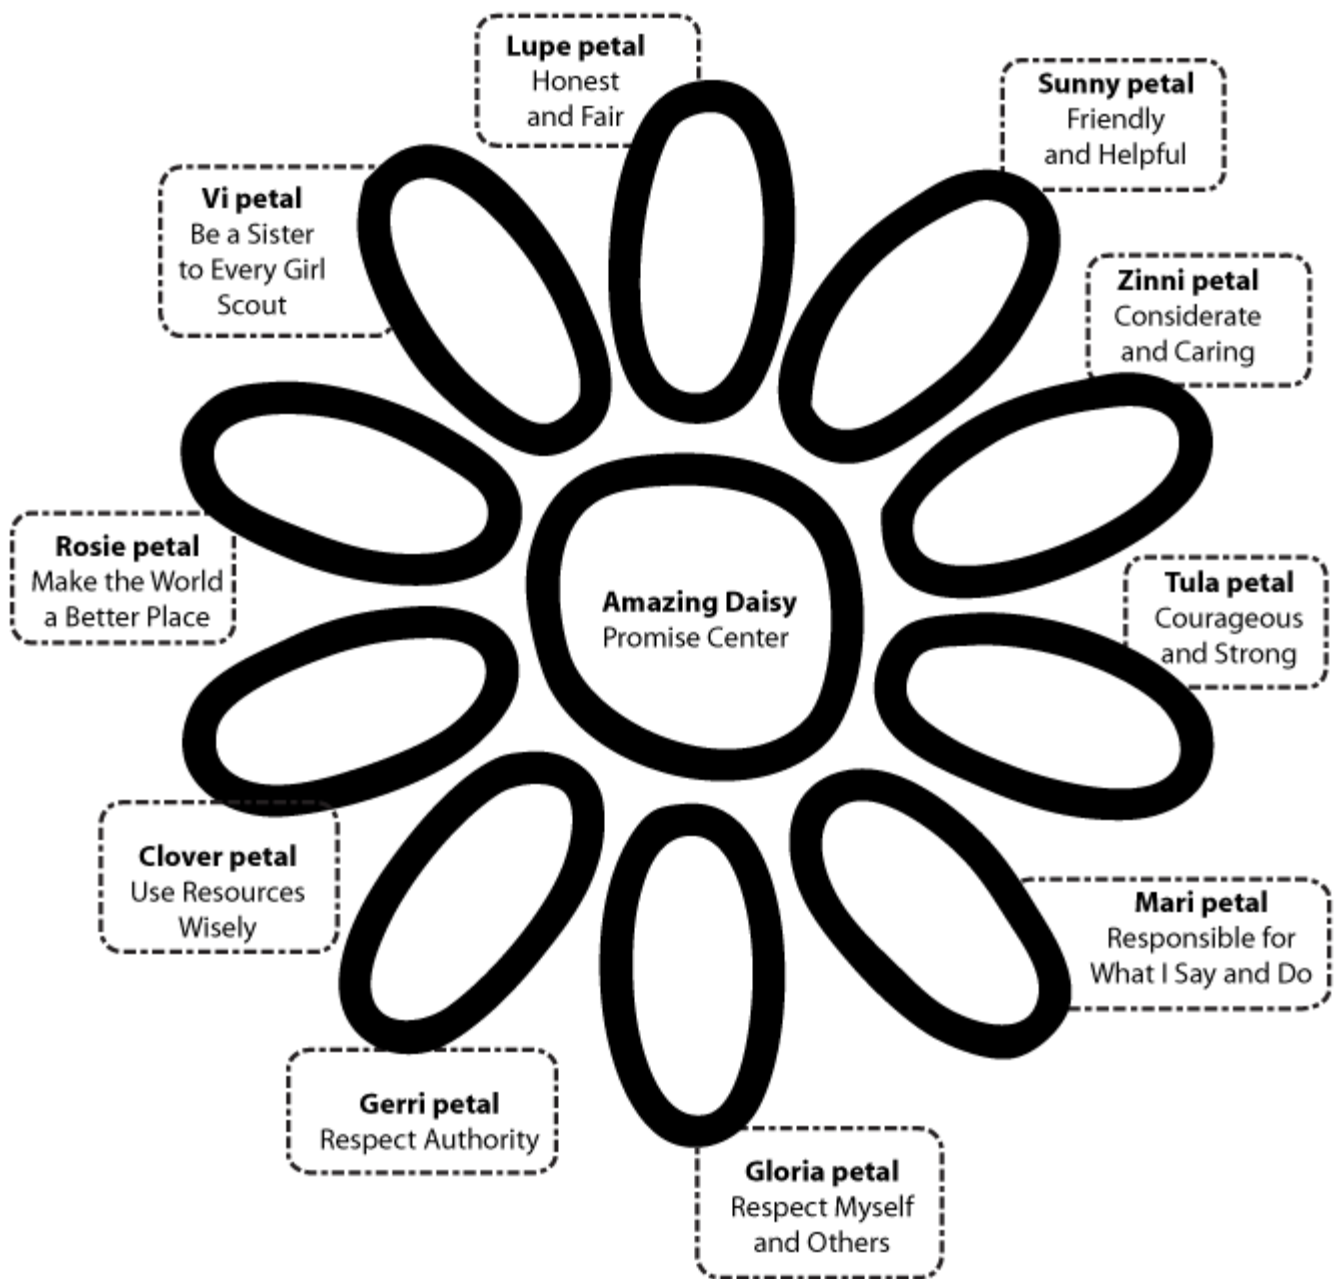 Lupe petal
Honest
and Fair
Sunny petal
Friendly
and Helpful
Vi petal
Be a Sister
to Every Girl
Scout
Zinni petal
Considerate
and Caring
Rosie petal
Make the World
a Better Place
Amazing Daisy
Promise Center
Tula petal
Courageous
and Strong
Clover petal
Use Resources
Wisely
Mari petal
Responsible for
What I Say and Do
Gerri petal
Respect Authority
Gloria petal
Respect Myself
and Others